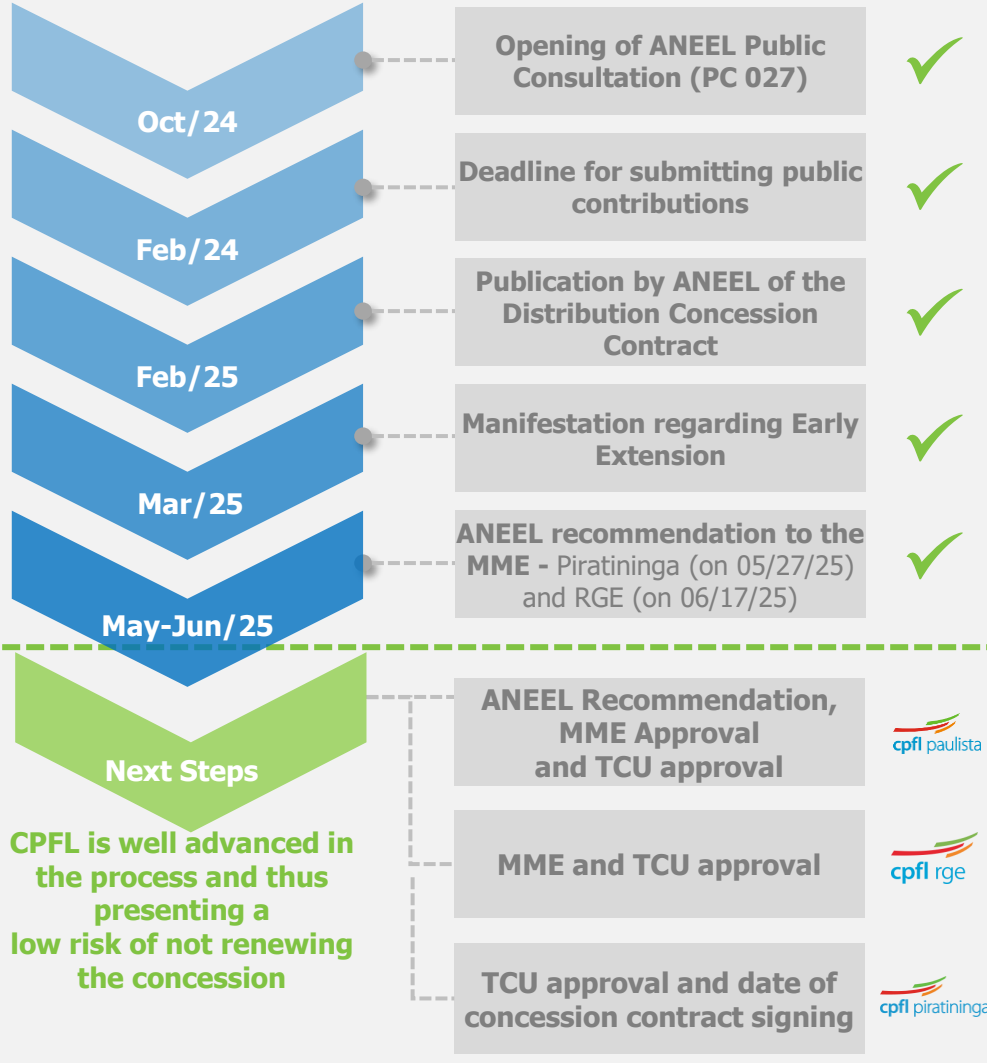 Oct/24
Opening of ANEEL Public
Consultation (PC 027)
Feb/24
Deadline for submitting public
contributions
Feb/25
Publication by ANEEL of the
Distribution Concession
Contract
Mar/25
Manifestation regarding Early
Extension
May-Jun/25
ANEEL recommendation to the
MME - Piratininga (on 05/27/25)
and RGE (on 06/17/25)
Next Steps
CPFL is well advanced in
the process and thus
presenting a
low risk of not renewing
the concession
ANEEL Recommendation,
MME Approval
and TCU approval
cpfl paulista
MME and TCU approval
cpfl rge
TCU approval and date of
concession contract signing
cpfl piratininga